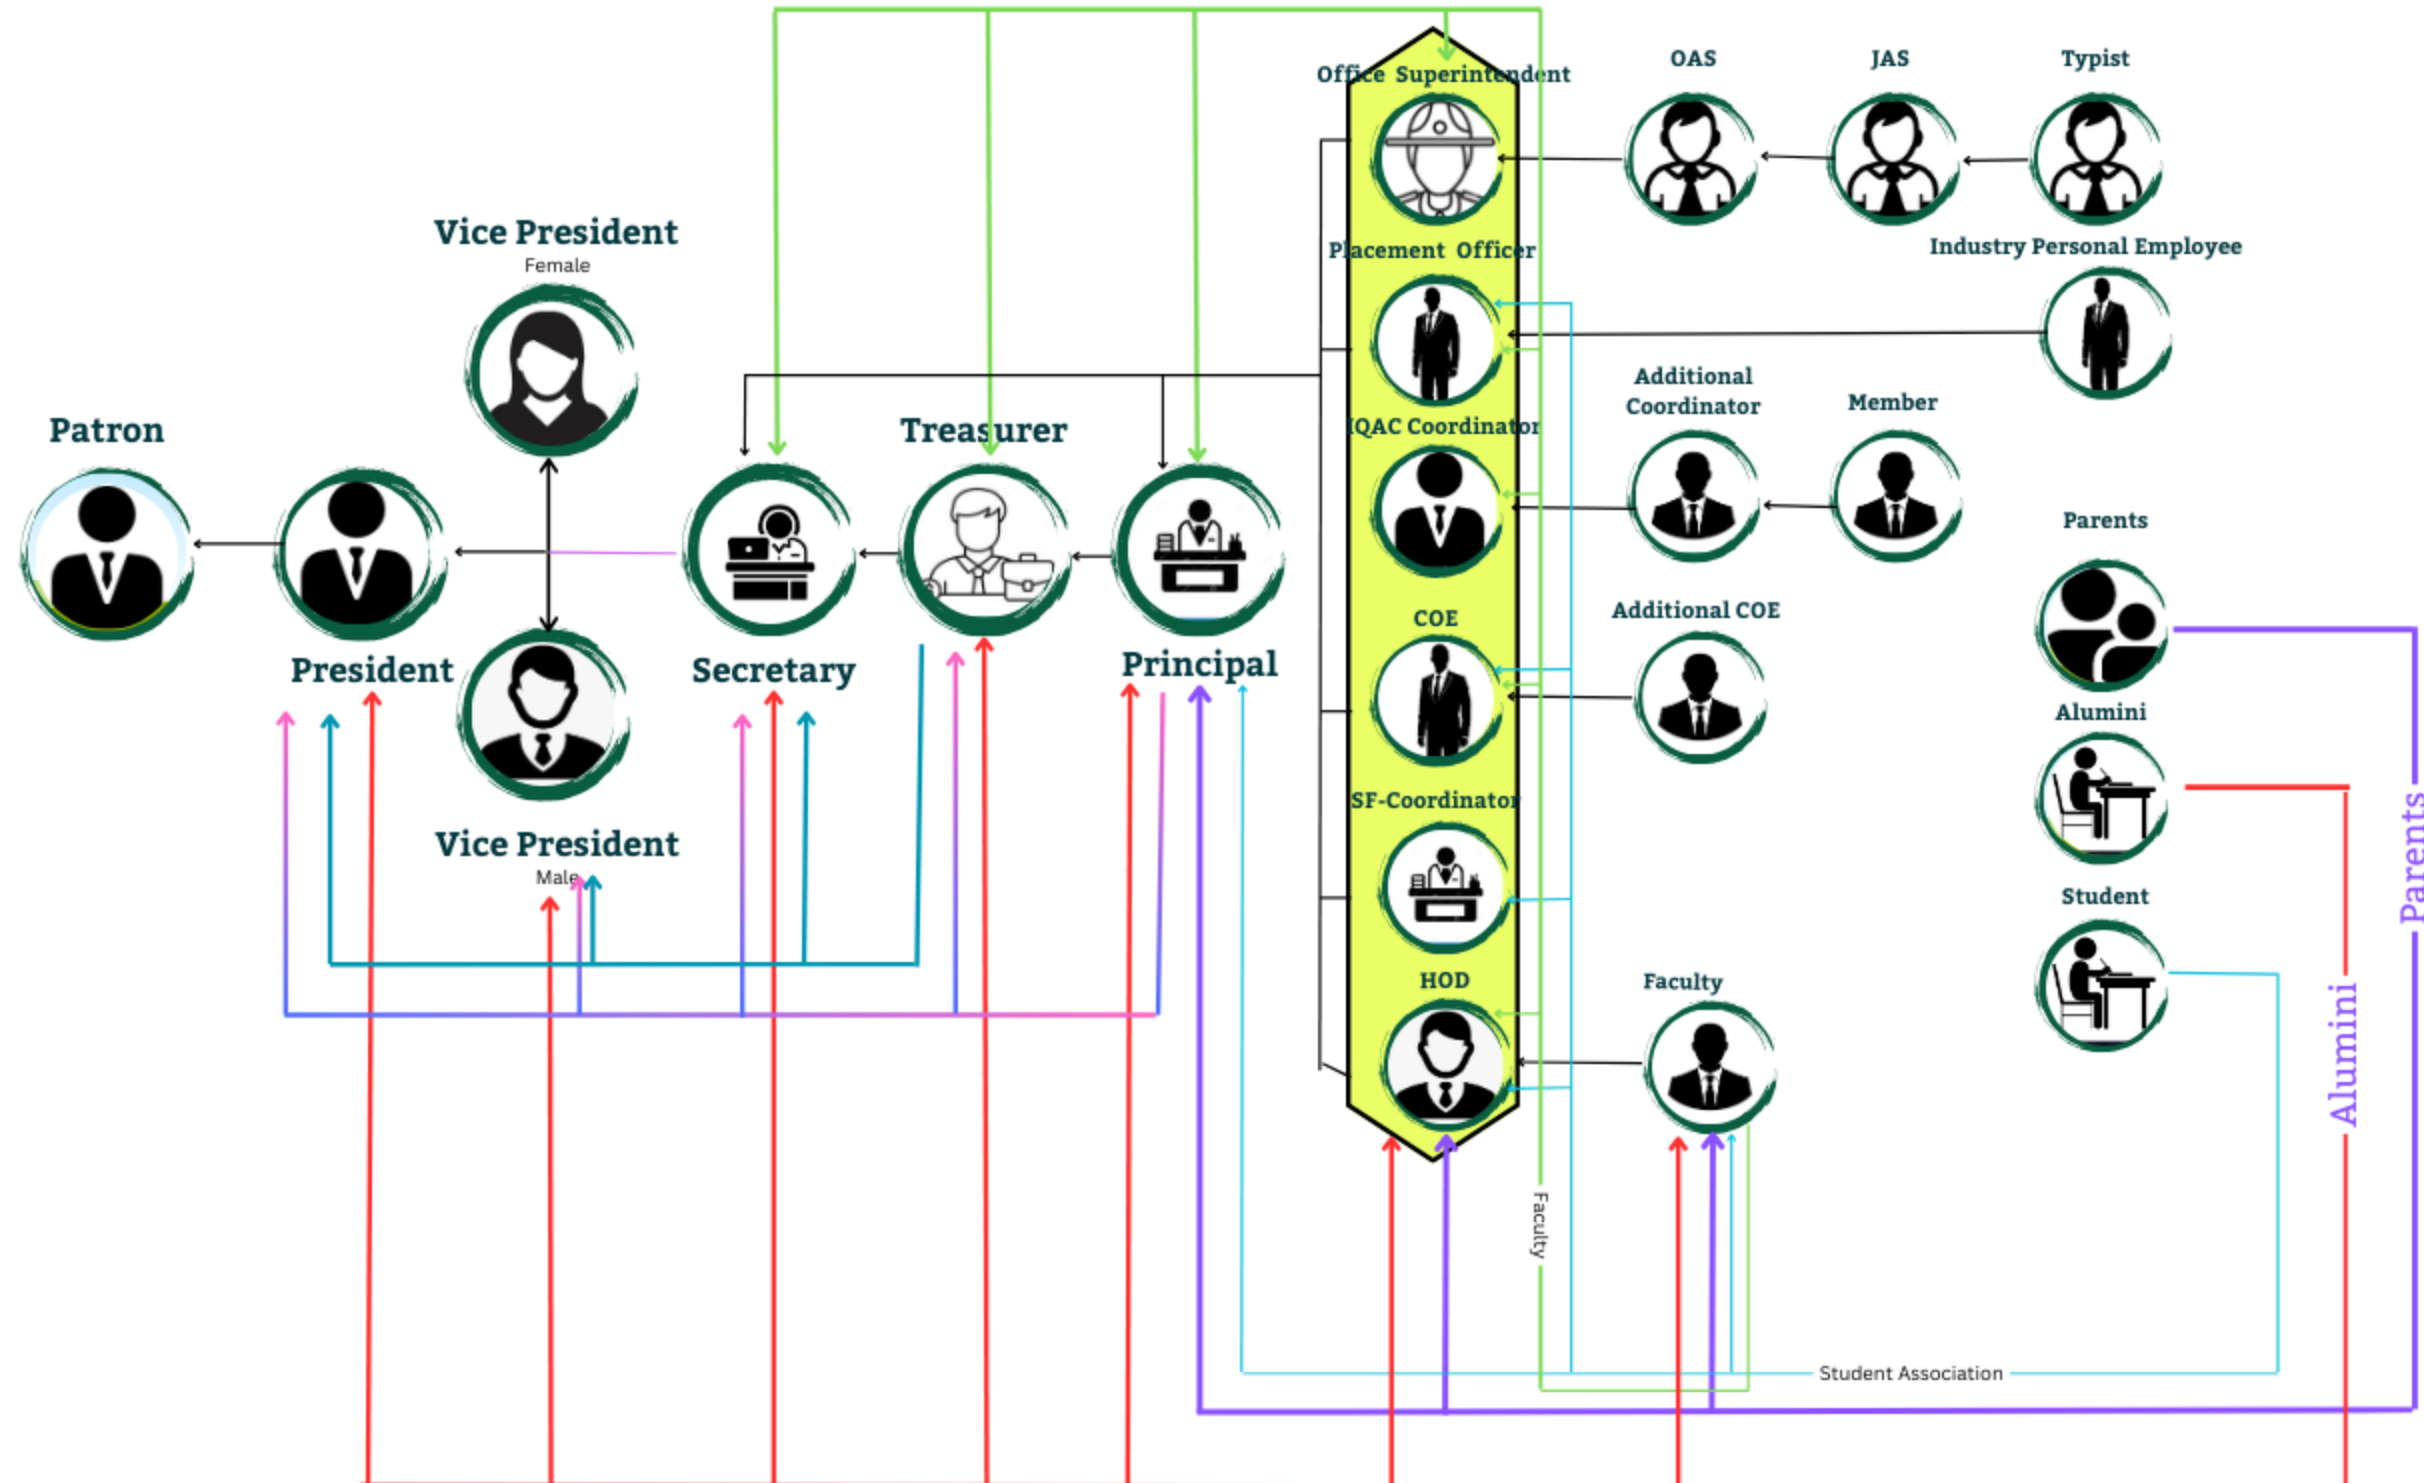 OAS
JAS
Typist
Office Superintendent
Vice President
Female
Placement Officer
Industry Personal Employee
Additional
Coordinator
Member
Patron
Treasurer
IQAC Coordinator
Parents
COE
Additional COE
President
Secretary
Principal
Alumini
SF-Coordinator
Parents
Vice President
Male
Student
HOD
Faculty
Alumini
Faculty
Student Association